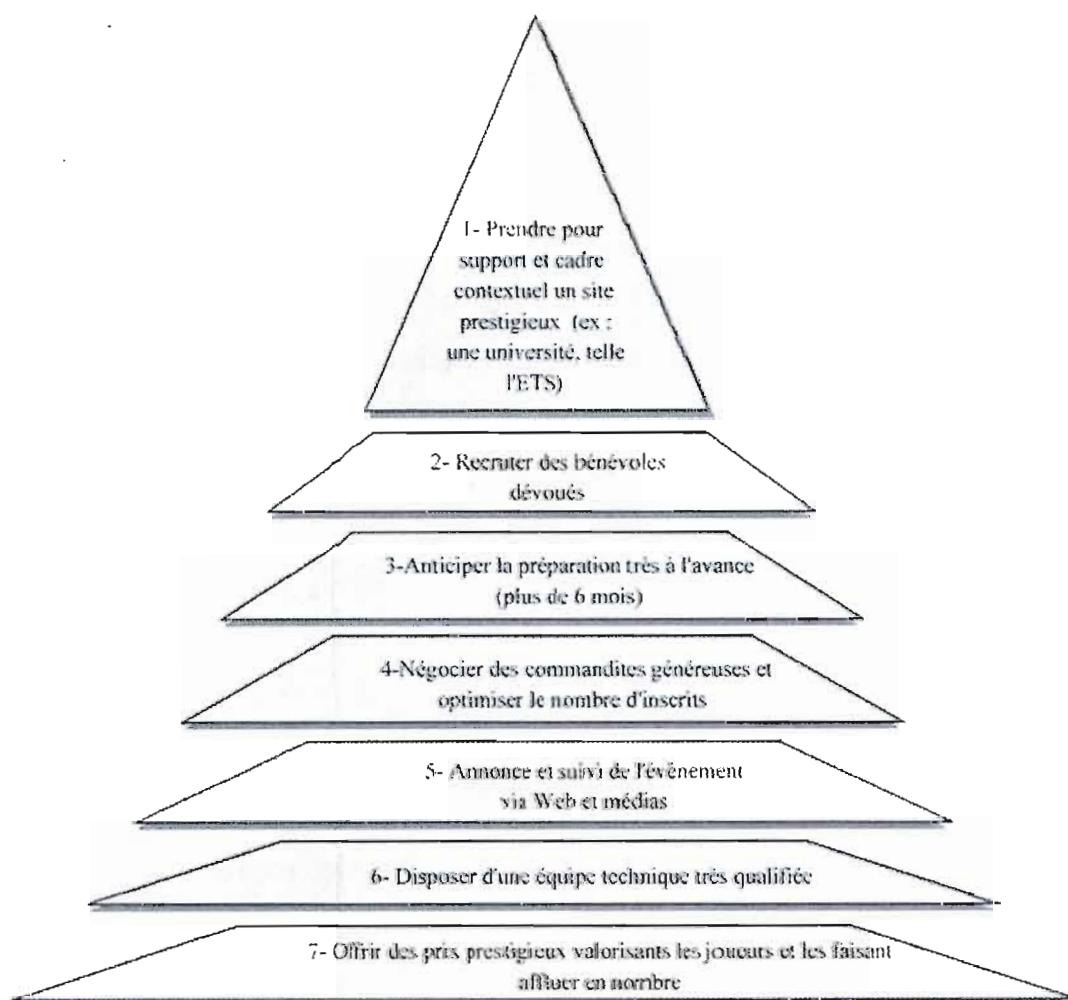 1- Prendre pour
support et cadre
contextuel un site
prestigieux (ex :
une université, telle
l'ETS)
2- Recruter des bénévoles
dévoués
3-Anticiper la préparation très à l'avance
(plus de 6 mois)
4-Négocier des commandites généreuses et
optimiser le nombre d'inscrits
5- Annonce et suivi de l'évènement
via Web et médias
6- Disposer d'une équipe technique très qualifiée
7- Offrir des prix prestigieux valorisants les joueurs et les faisant
affluer en nombre